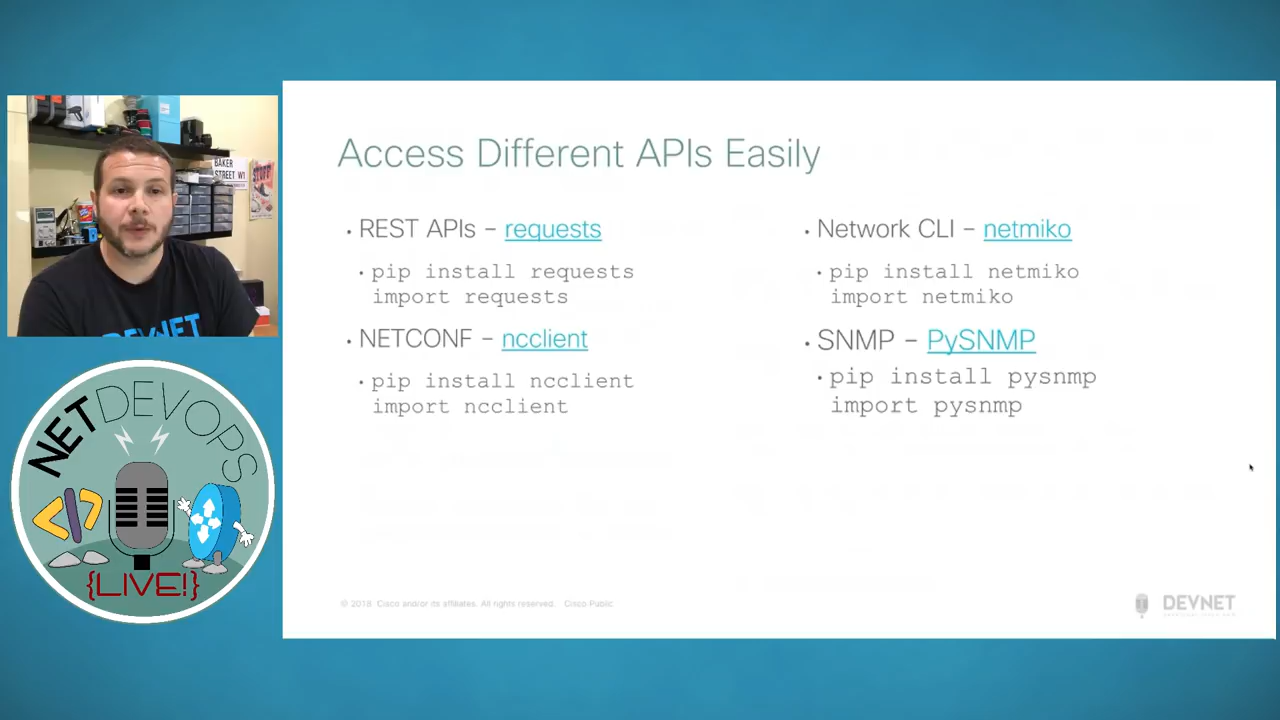 Access Different APIs Easily
• REST APIs – requests
• pip install requests
import requests
• NETCONF – ncclient
• pip install ncclient
import ncclient
• Network CLI – netmiko
• pip install netmiko
import netmiko
• SNMP – PySNMP
• pip install pysnmp
import pysnmp
© 2018 Cisco and/or its affiliates. All rights reserved. Cisco Public
DEVNET
BAKER
STREET W1
STUFF
DEVNET
NETDEVOPS
</>
{LIVE!}